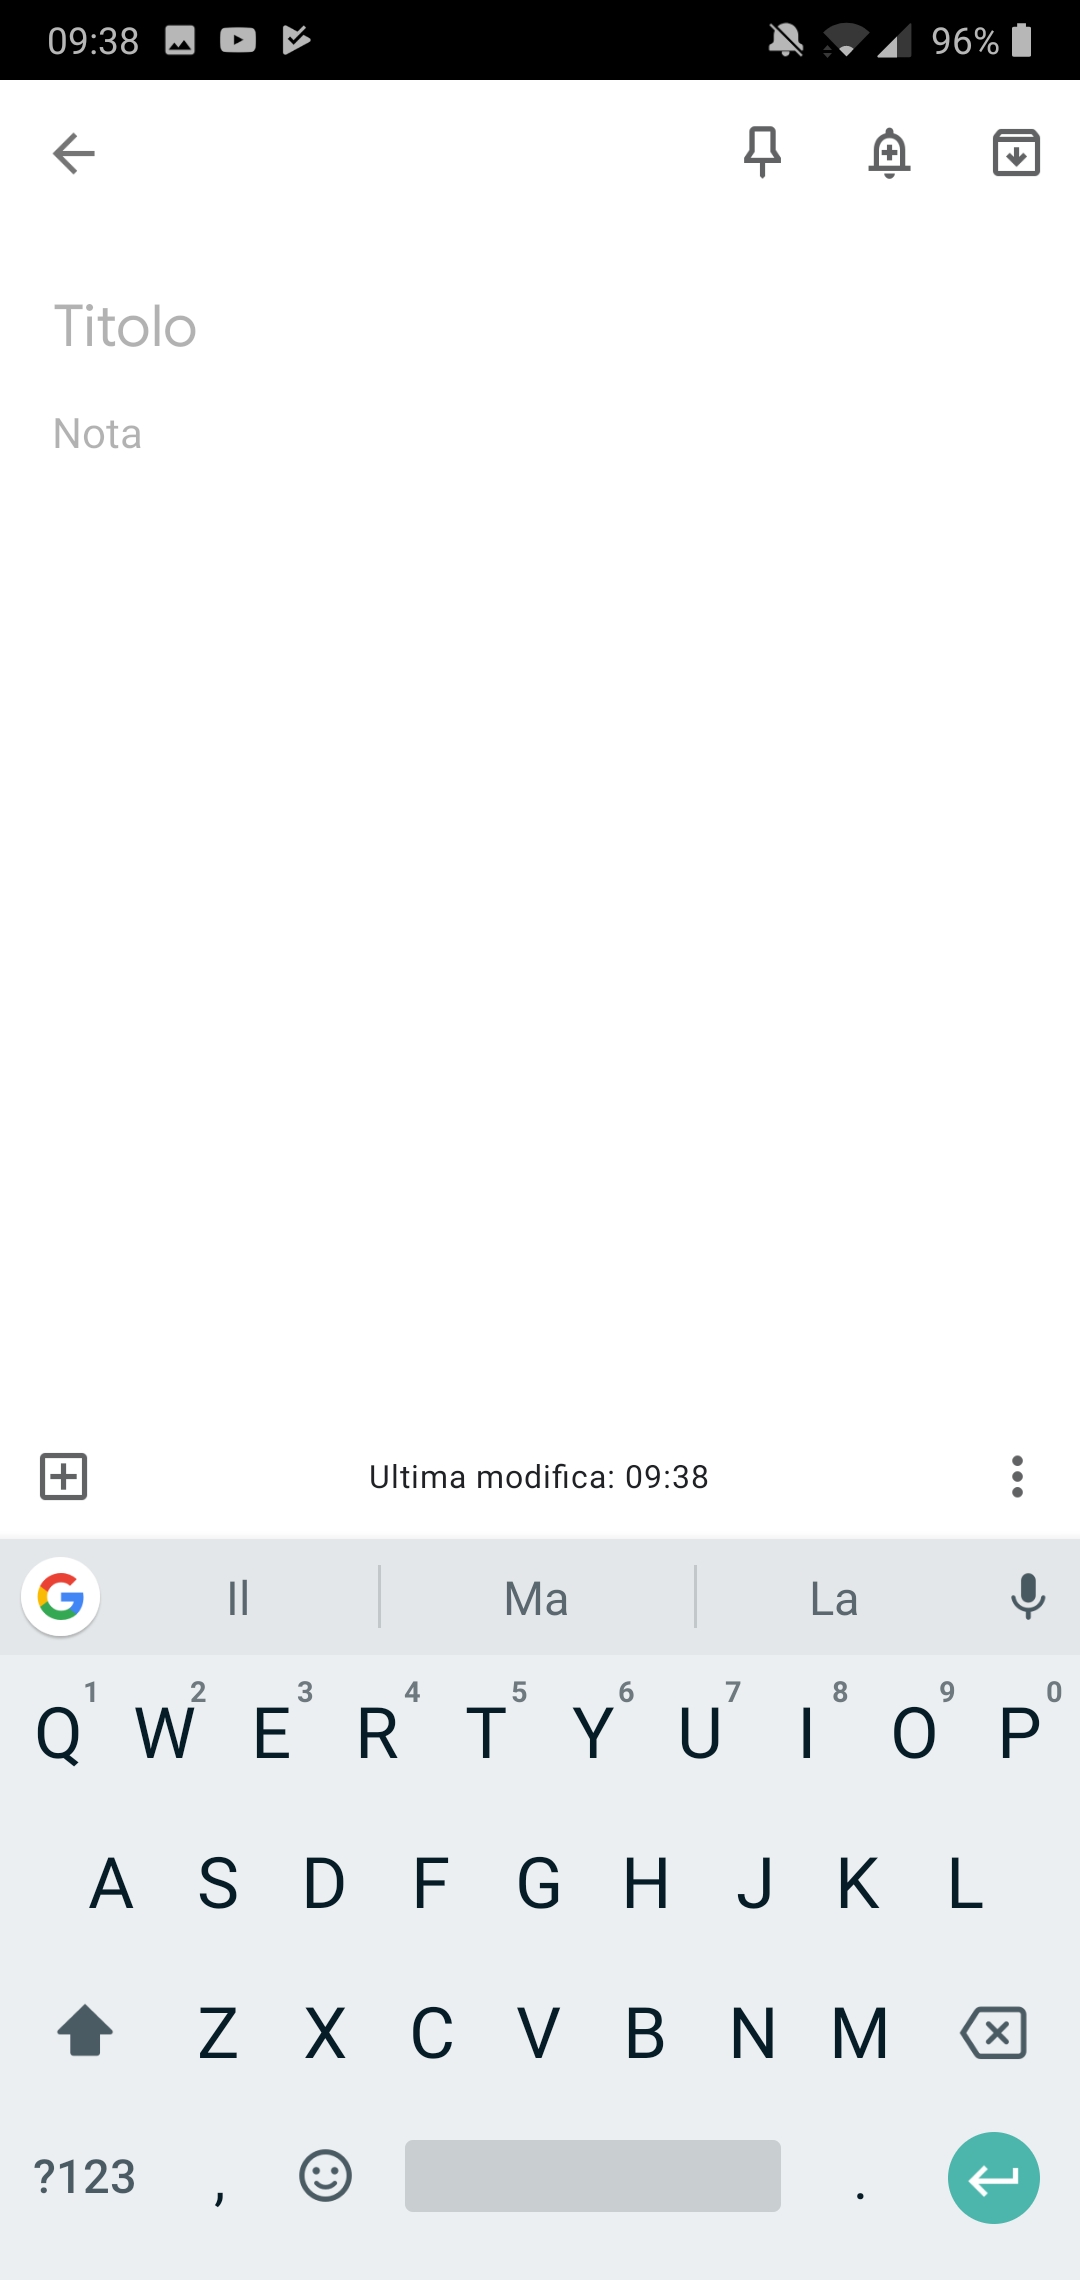 09:38 96%
Titolo
Nota
Ultima modifica: 09:38
Il Ma La
1 2 3 4 5 6 7 8 9 0
Q W E R T Y U I O P
A S D F G H J K L
Z X C V B N M
?123 , .